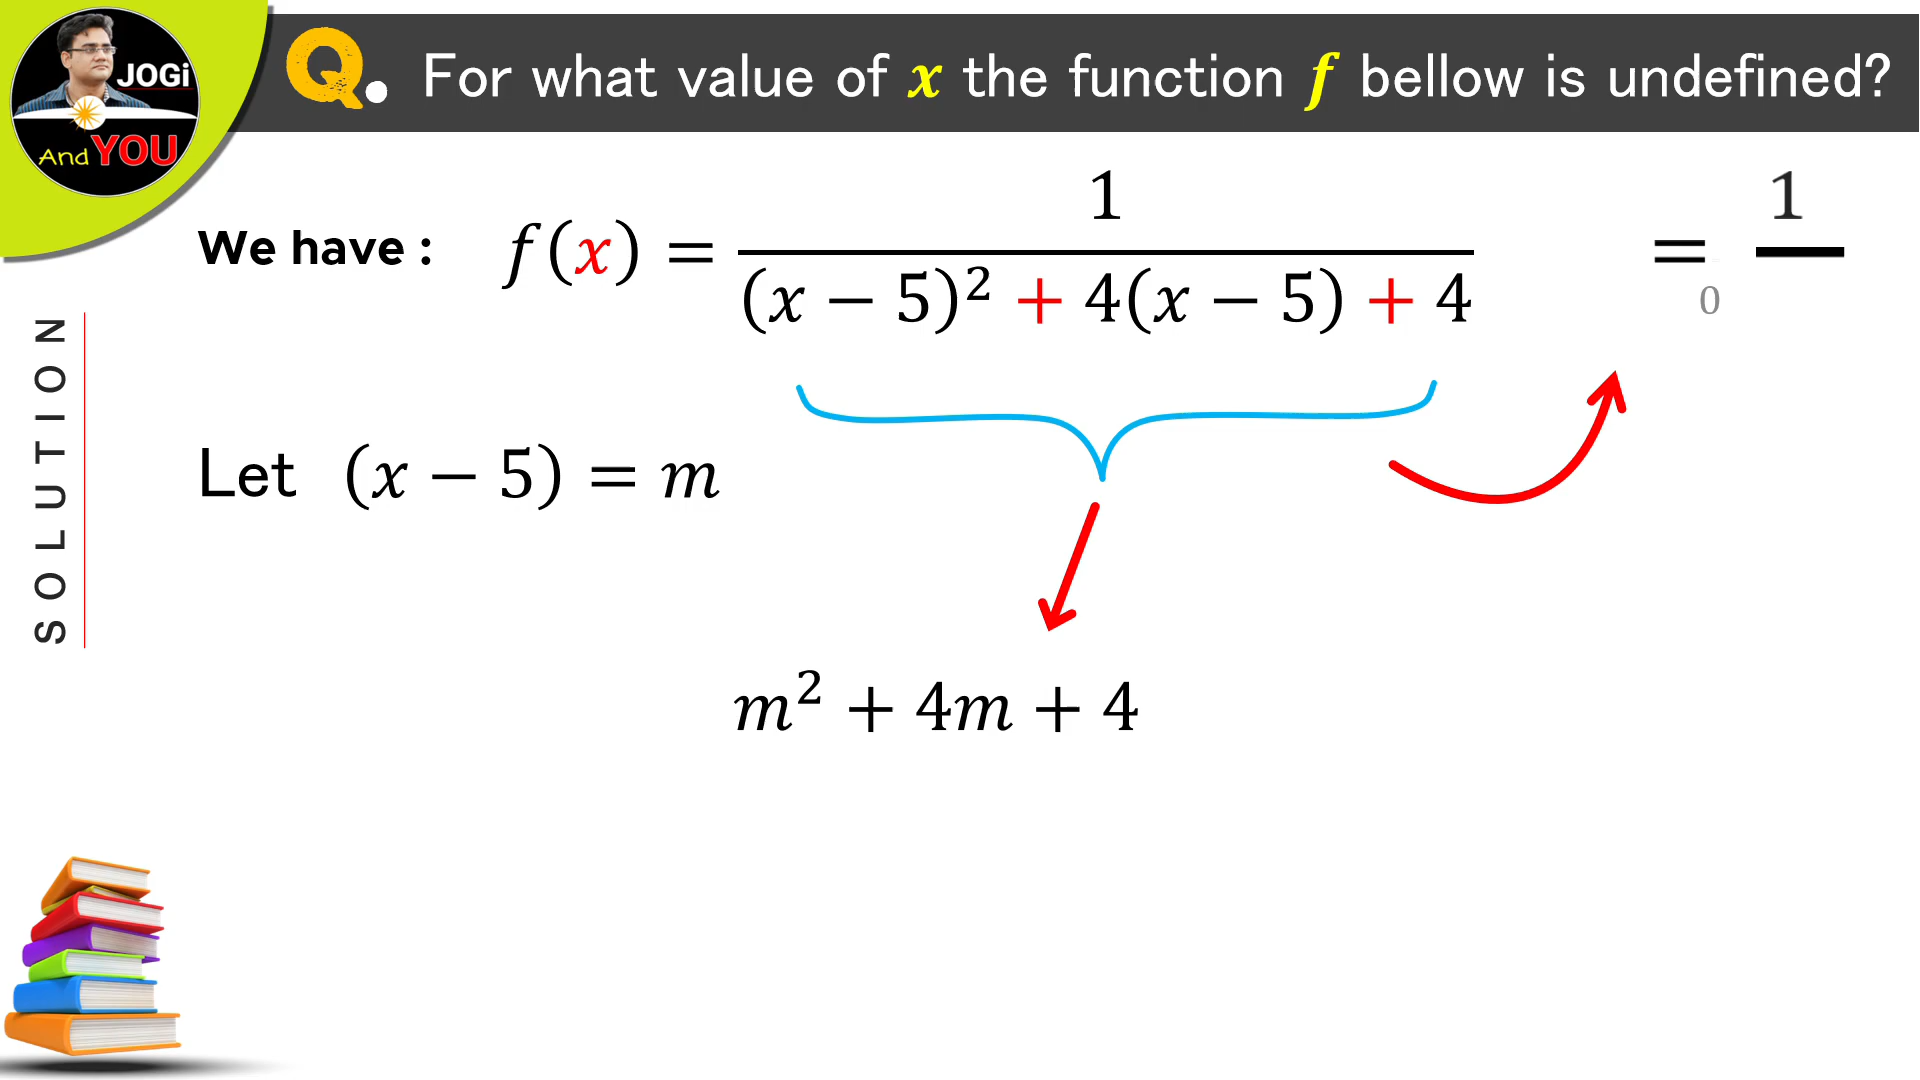 JOGi
And YOU
Q. For what value of x the function f bellow is undefined?
We have : f(x) = 1 / ((x − 5)² + 4(x − 5) + 4) = 1 / 0
SOLUTION
Let (x − 5) = m
m² + 4m + 4